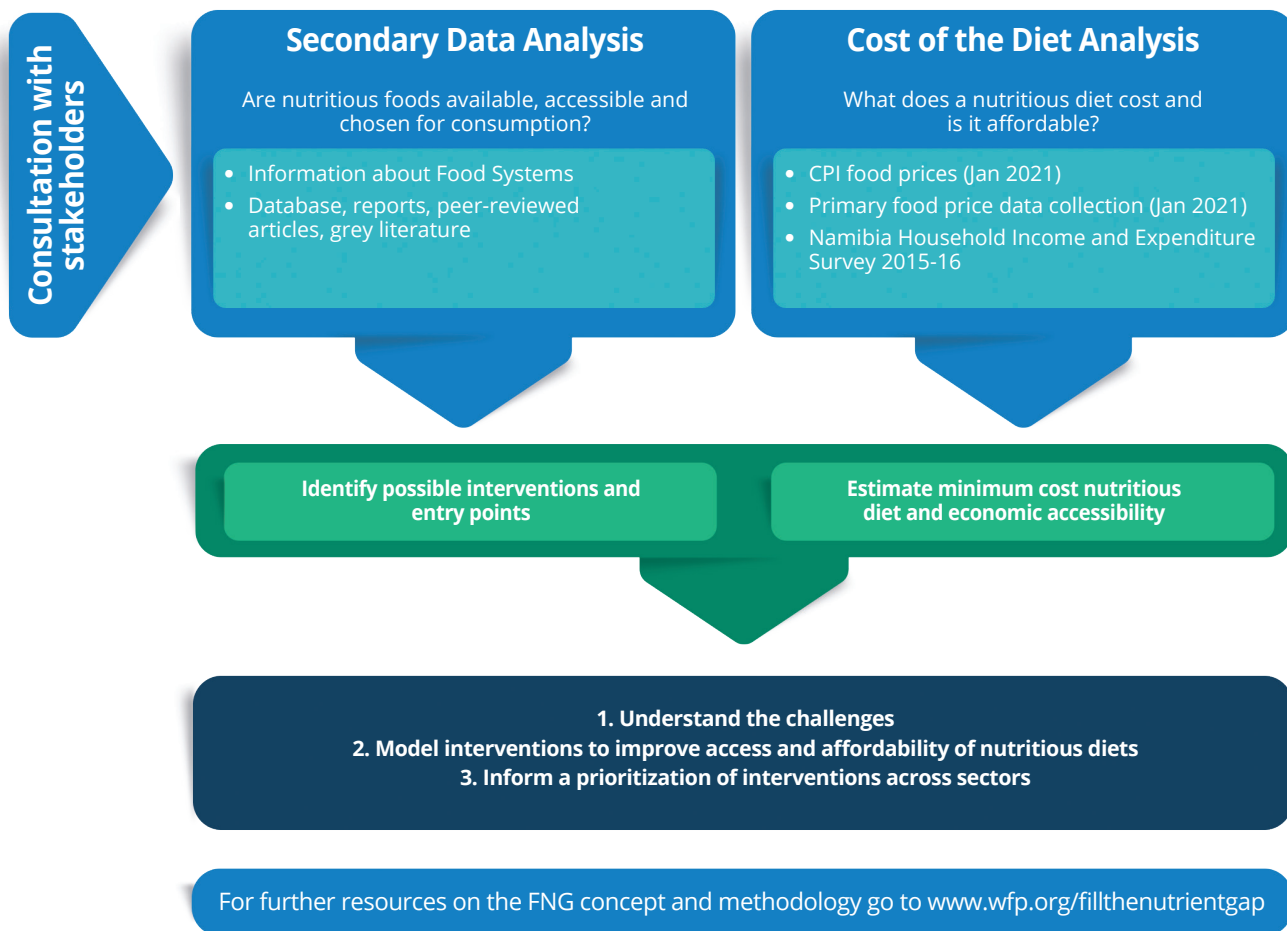 Consultation with
stakeholders
Secondary Data Analysis
Are nutritious foods available, accessible and
chosen for consumption?
• Information about Food Systems
• Database, reports, peer-reviewed
articles, grey literature
Cost of the Diet Analysis
What does a nutritious diet cost and
is it affordable?
• CPI food prices (Jan 2021)
• Primary food price data collection (Jan 2021)
• Namibia Household Income and Expenditure
Survey 2015-16
Identify possible interventions and
entry points
Estimate minimum cost nutritious
diet and economic accessibility
1. Understand the challenges
2. Model interventions to improve access and affordability of nutritious diets
3. Inform a prioritization of interventions across sectors
For further resources on the FNG concept and methodology go to www.wfp.org/fillthenutrientgap